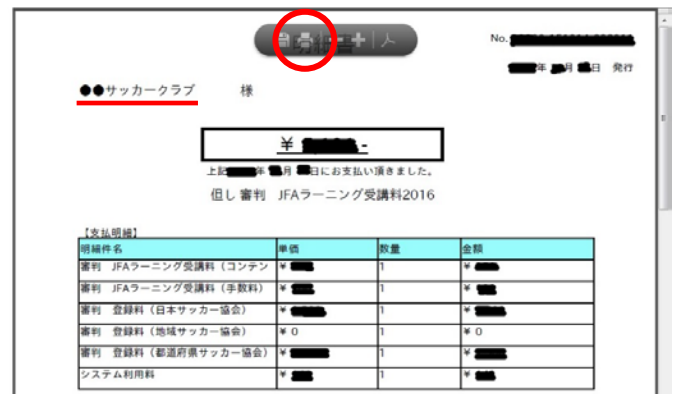 明細書
No.
年 月 日 発行
●●サッカークラブ 様
¥ -
上記 年 月 日にお支払い頂きました。
但し 審判 JFAラーニング受講料2016
【支払明細】
明細件名 単価 数量 金額
審判 JFAラーニング受講料（コンテン ¥ 1 ¥
審判 JFAラーニング受講料（手数料） ¥ 1 ¥
審判 登録料（日本サッカー協会） ¥ 1 ¥
審判 登録料（地域サッカー協会） ¥ 0 1 ¥ 0
審判 登録料（都道府県サッカー協会） ¥ 1 ¥
システム利用料 ¥ 1 ¥